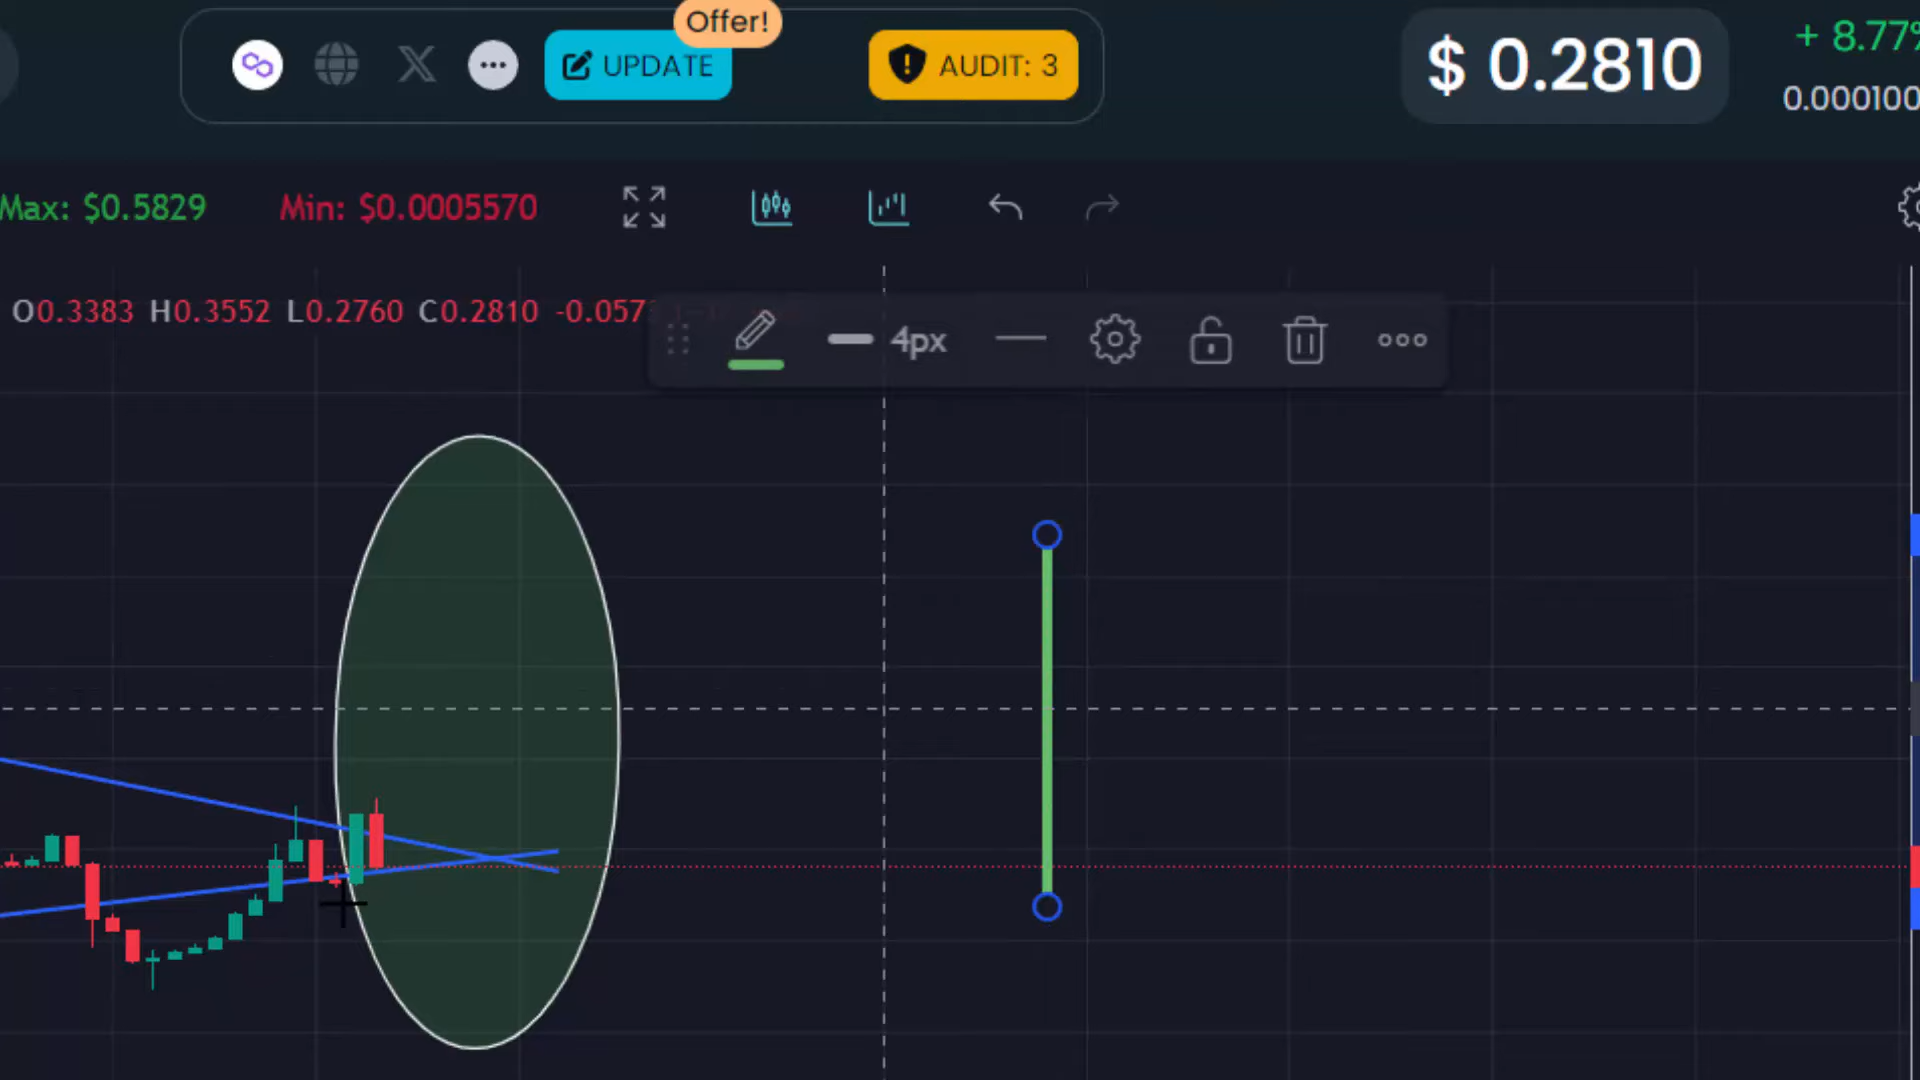 Offer!
UPDATE
AUDIT: 3
$ 0.2810
+ 8.77%
0.000100
Max: $0.5829
Min: $0.0005570
O0.3383 H0.3552 L0.2760 C0.2810 -0.057
4px